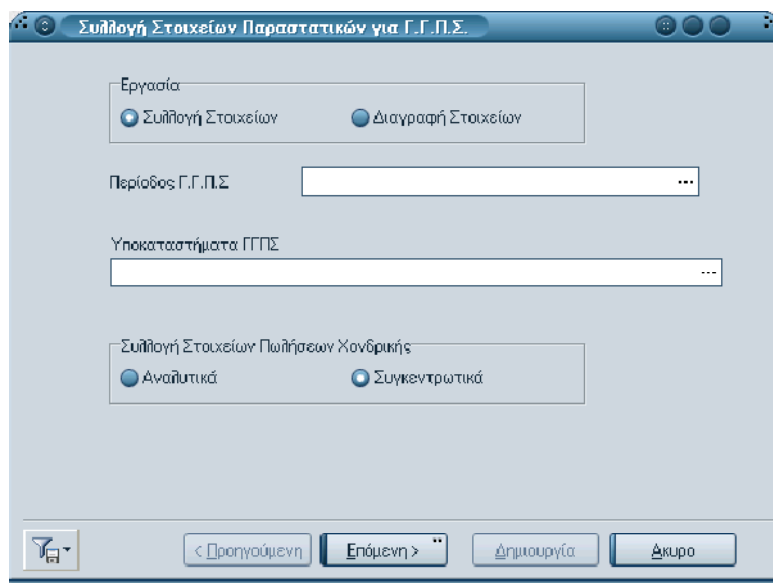 Συλλογή Στοιχείων Παραστατικών για Γ.Γ.Π.Σ.
Εργασία
Συλλογή Στοιχείων Διαγραφή Στοιχείων
Περίοδος Γ.Γ.Π.Σ ...
Υποκαταστήματα ΓΓΠΣ
...
Συλλογή Στοιχείων Πωλήσεων Χονδρικής
Αναλυτικά Συγκεντρωτικά
< Προηγούμενη Επόμενη > Δημιουργία Άκυρο